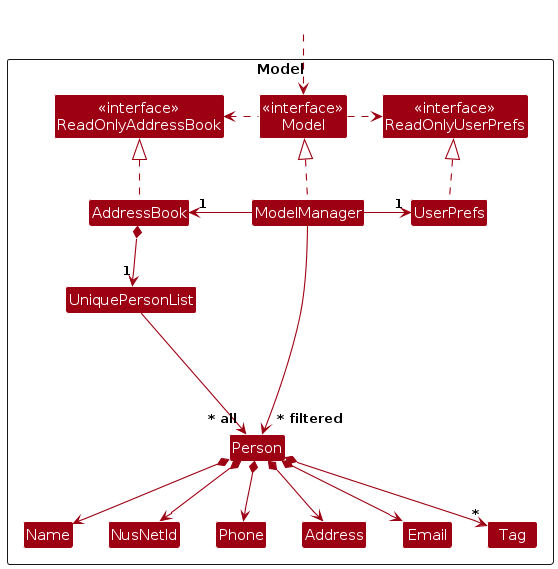 Model
«interface»
ReadOnlyAddressBook
«interface»
Model
«interface»
ReadOnlyUserPrefs
AddressBook
1
ModelManager
1
UserPrefs
1
UniquePersonList
* all
* filtered
Person
*
Name
NusNetId
Phone
Address
Email
Tag